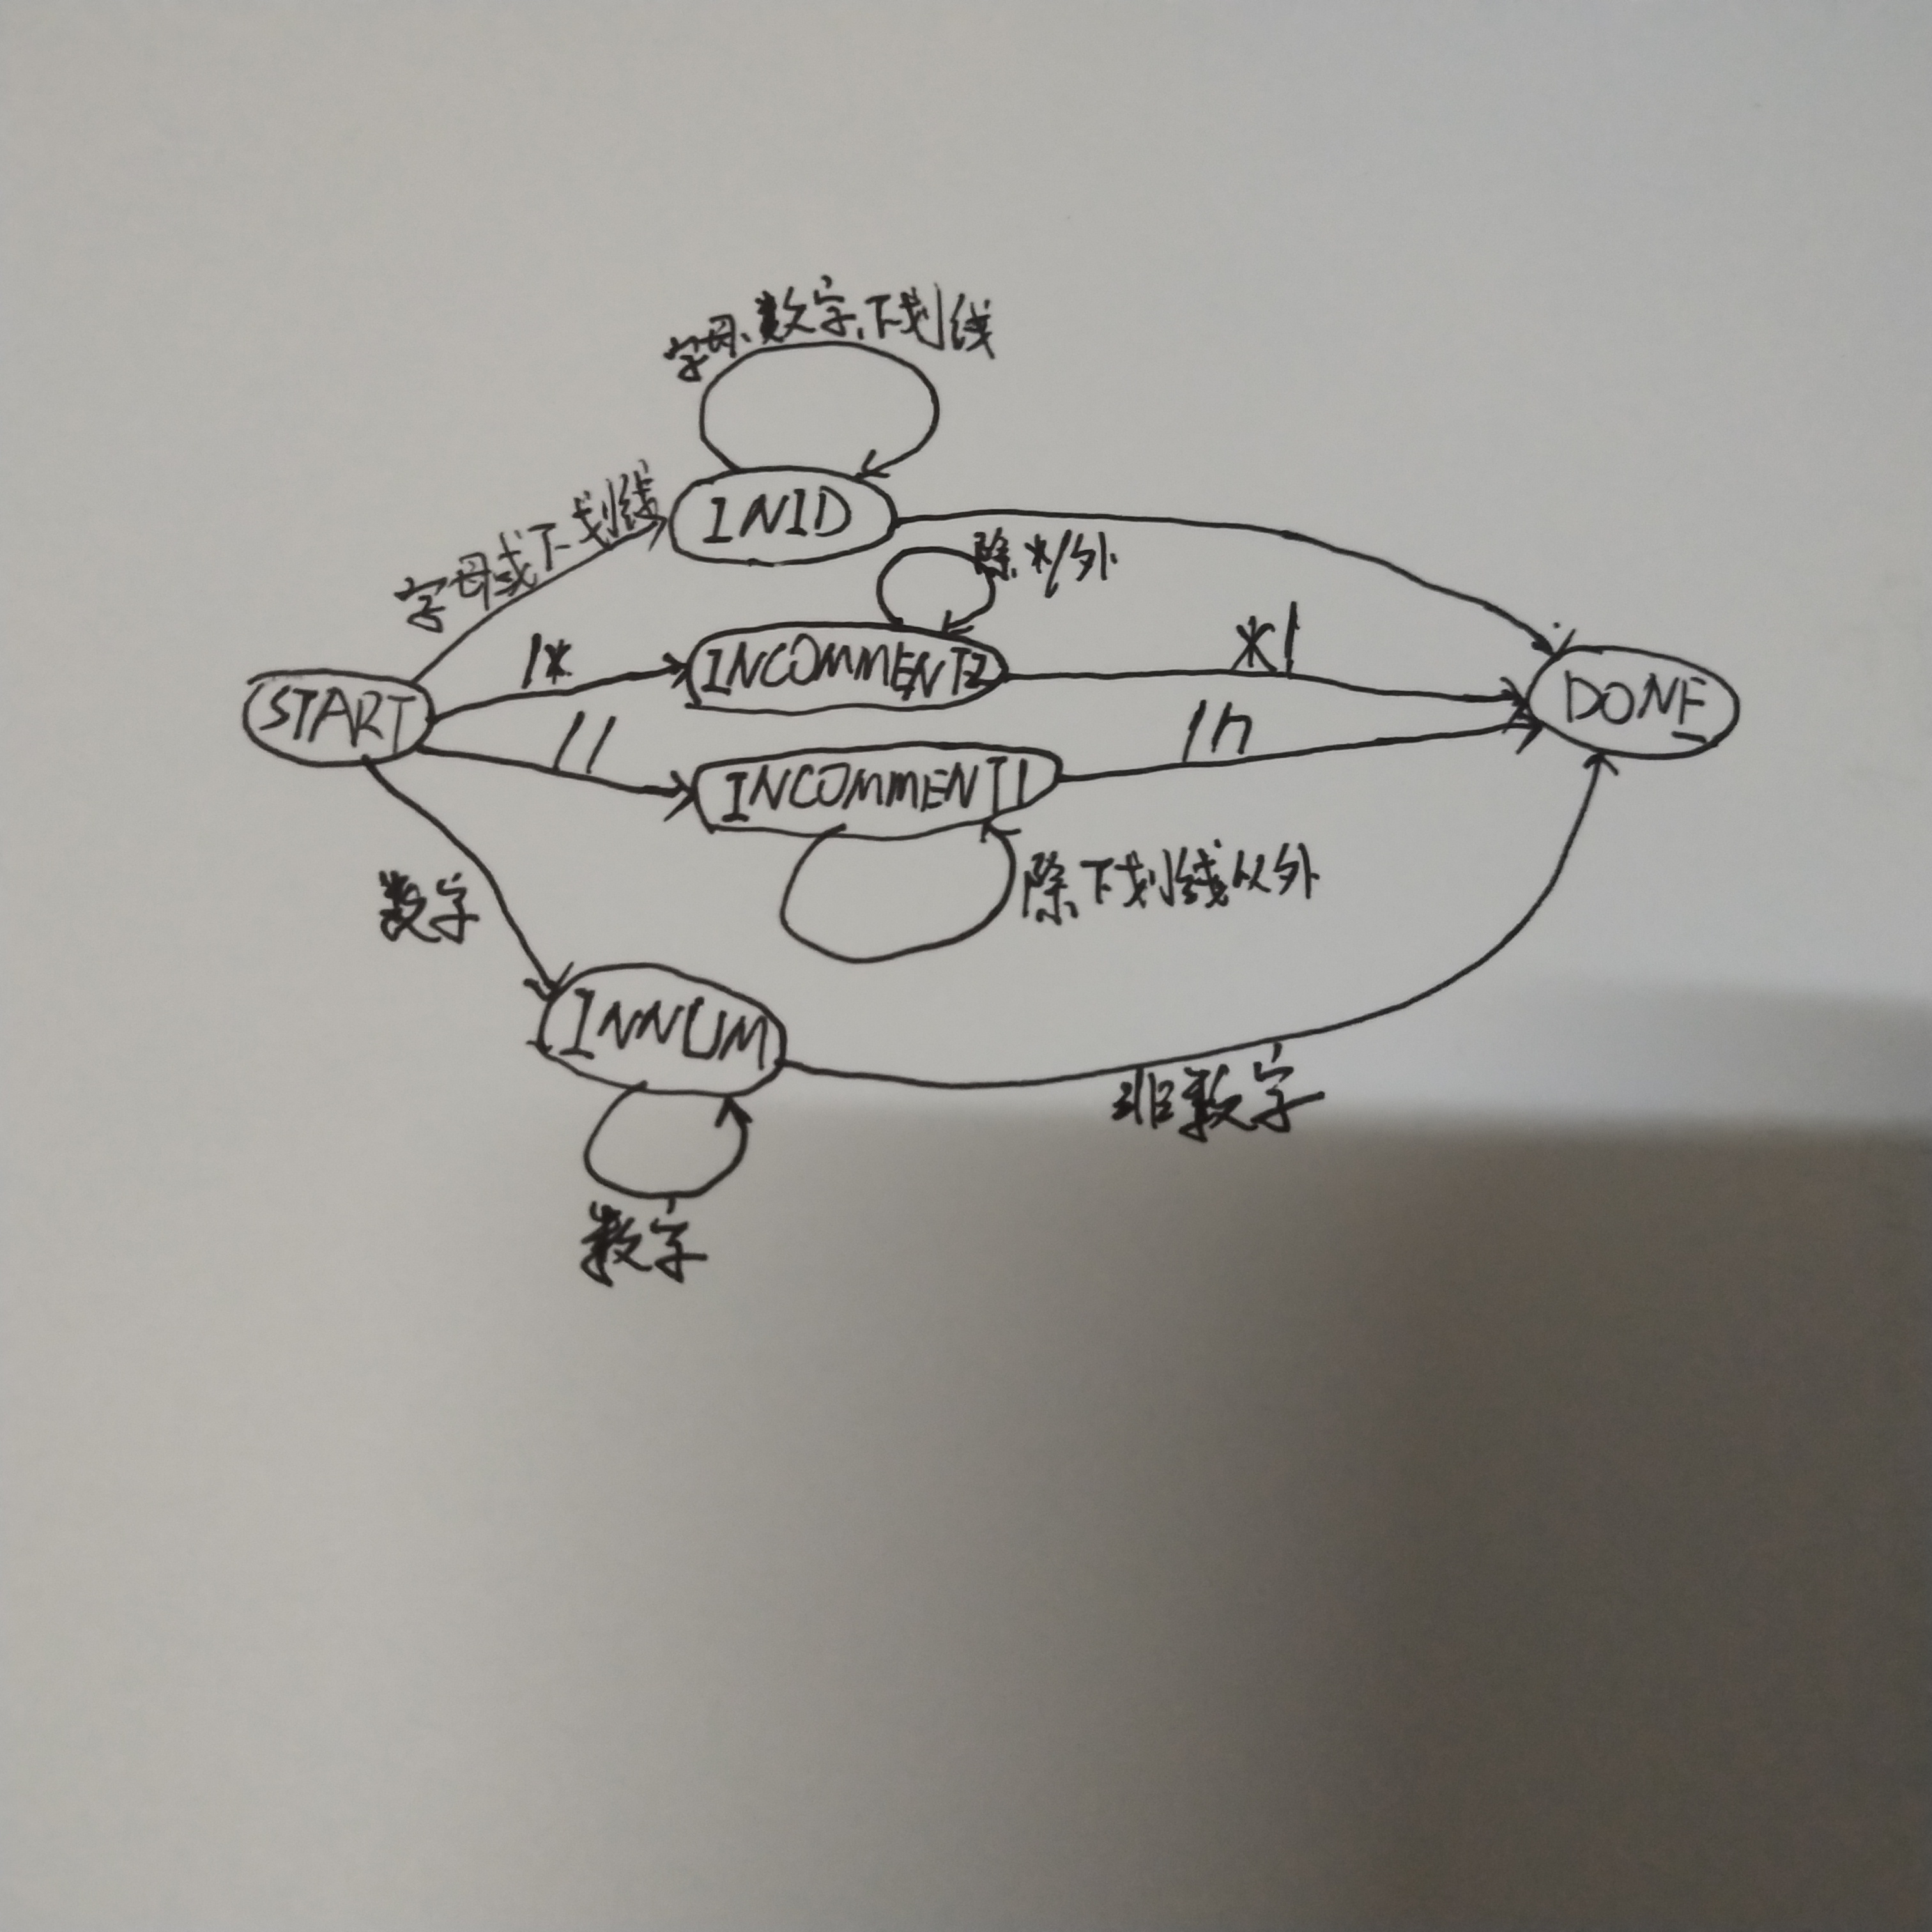 字母、数字、下划线
字母或下划线
INID
除*/外
/*
INCOMMENT2
*/
START
DONE
//
INCOMMENT1
/n
除下划线以外
数字
INNUM
非数字
数字